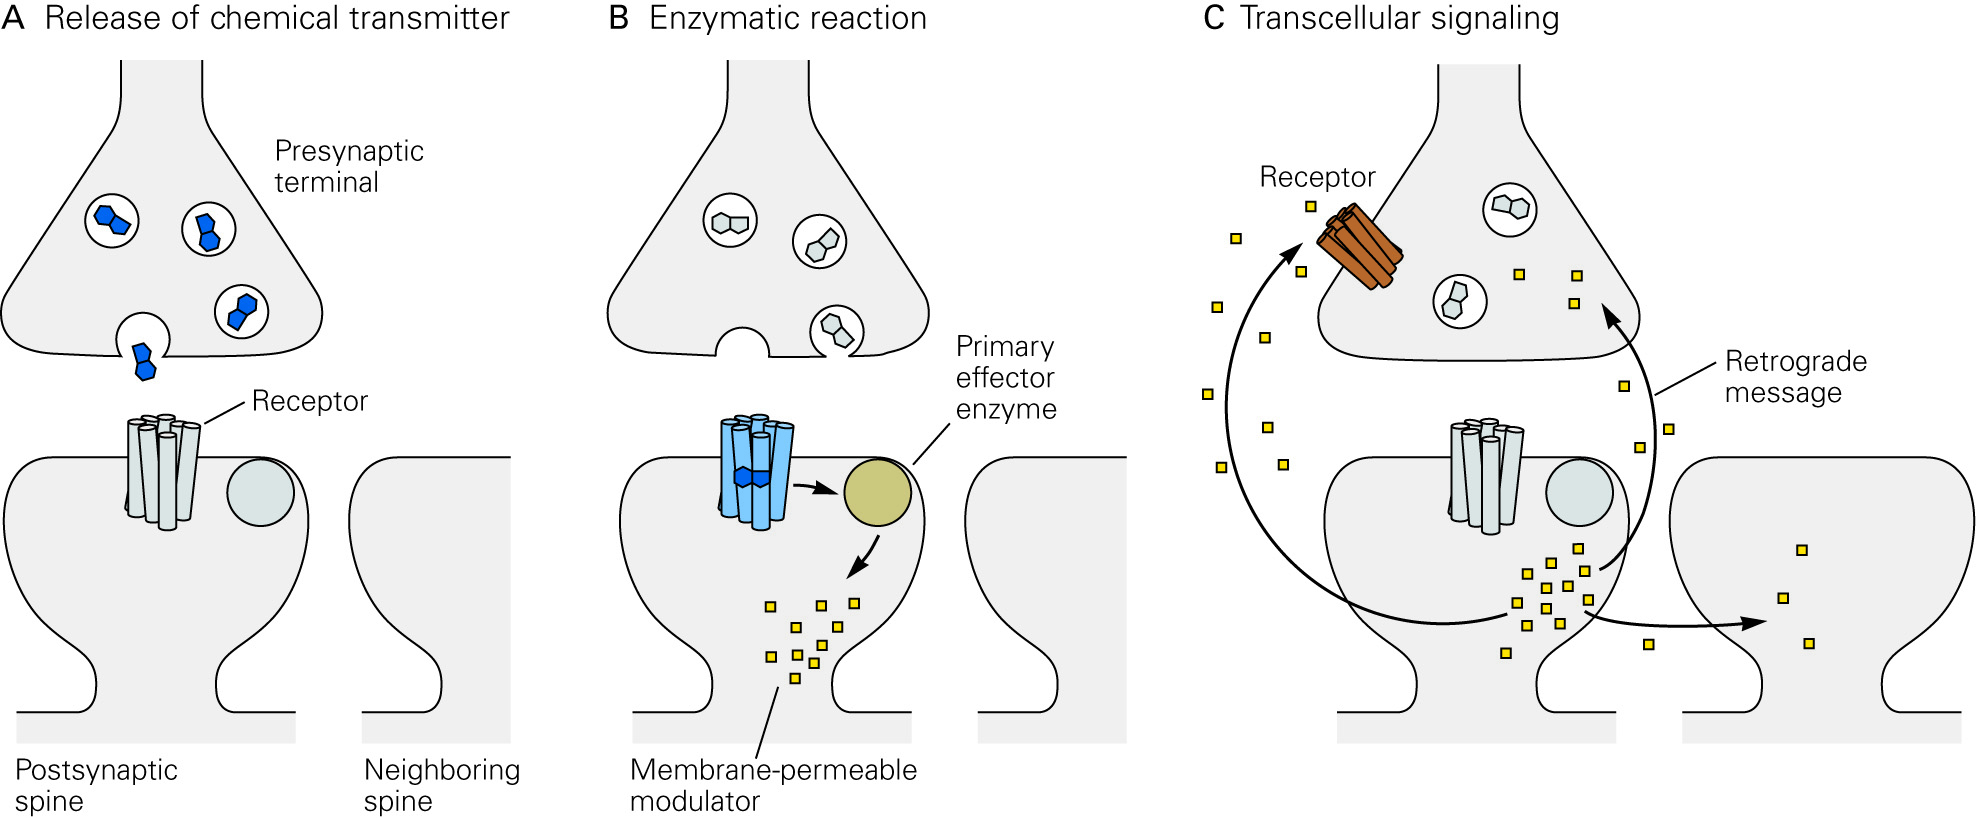 A Release of chemical transmitter
Presynaptic
terminal
Receptor
Postsynaptic
spine
Neighboring
spine
B Enzymatic reaction
Primary
effector
enzyme
Membrane-permeable
modulator
C Transcellular signaling
Receptor
Retrograde
message